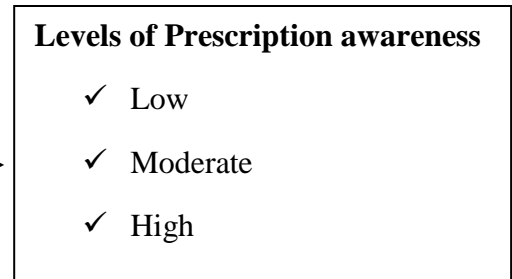 Levels of Prescription awareness
✓ Low
✓ Moderate
✓ High